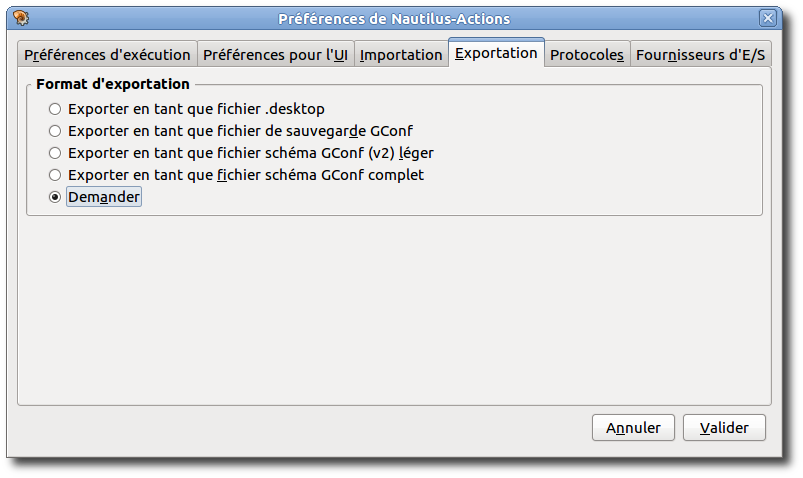 Préférences de Nautilus-Actions
Préférences d'exécution Préférences pour l'UI Importation Exportation Protocoles Fournisseurs d'E/S
Format d'exportation
Exporter en tant que fichier .desktop
Exporter en tant que fichier de sauvegarde GConf
Exporter en tant que fichier schéma GConf (v2) léger
Exporter en tant que fichier schéma GConf complet
Demander
Annuler Valider